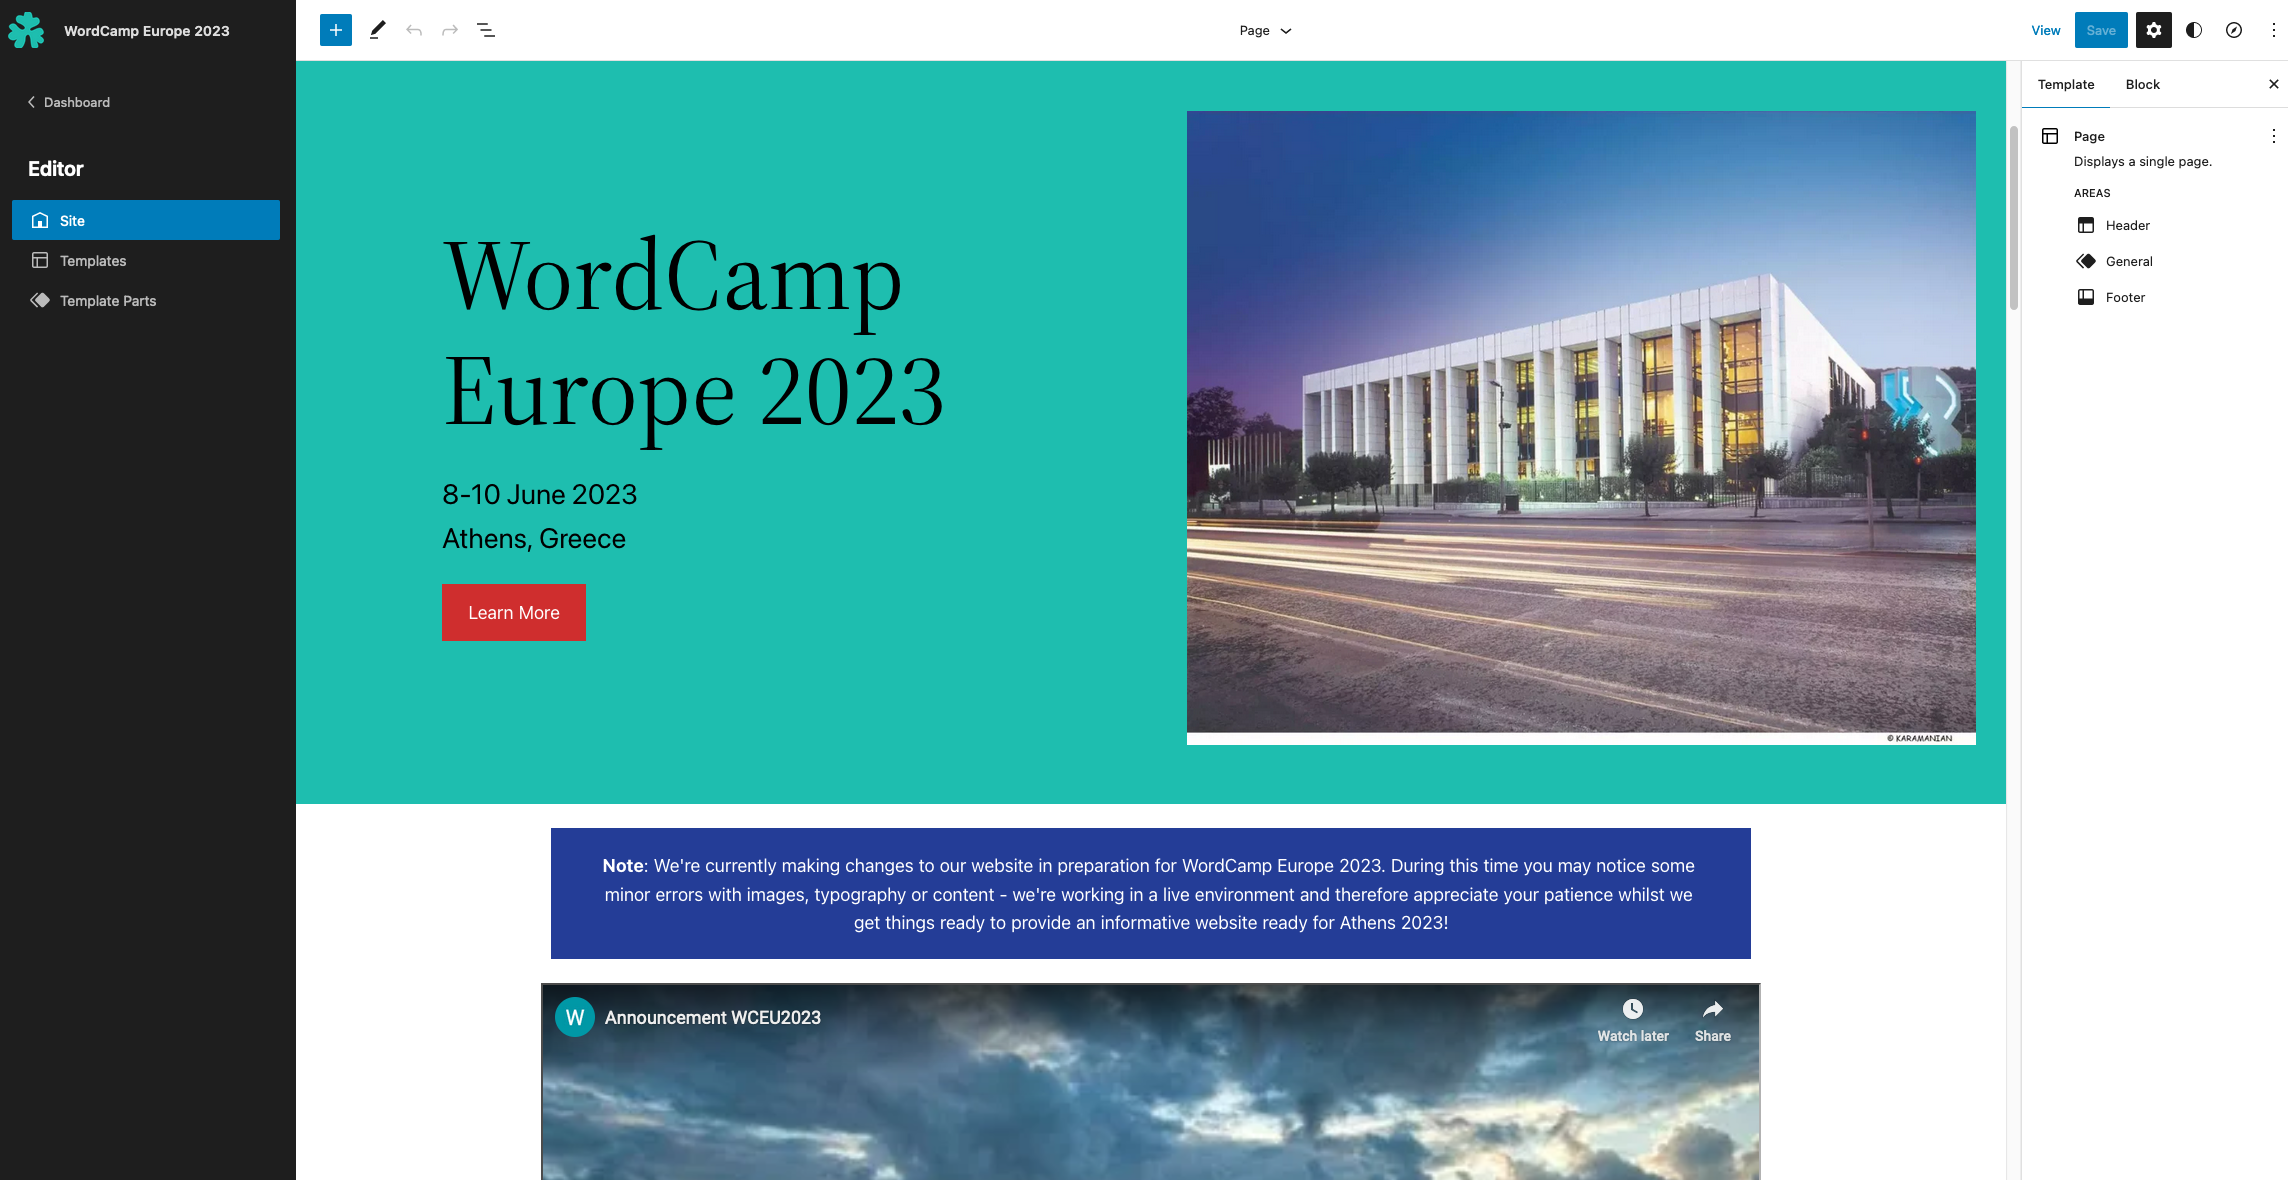 WordCamp Europe 2023
Dashboard
Editor
Site
Templates
Template Parts
Page
View
Save
WordCamp
Europe 2023
8-10 June 2023
Athens, Greece
Learn More
© KARAMANIAN
Note: We're currently making changes to our website in preparation for WordCamp Europe 2023. During this time you may notice some
minor errors with images, typography or content - we're working in a live environment and therefore appreciate your patience whilst we
get things ready to provide an informative website ready for Athens 2023!
W
Announcement WCEU2023
Watch later
Share
Template
Block
Page
Displays a single page.
AREAS
Header
General
Footer